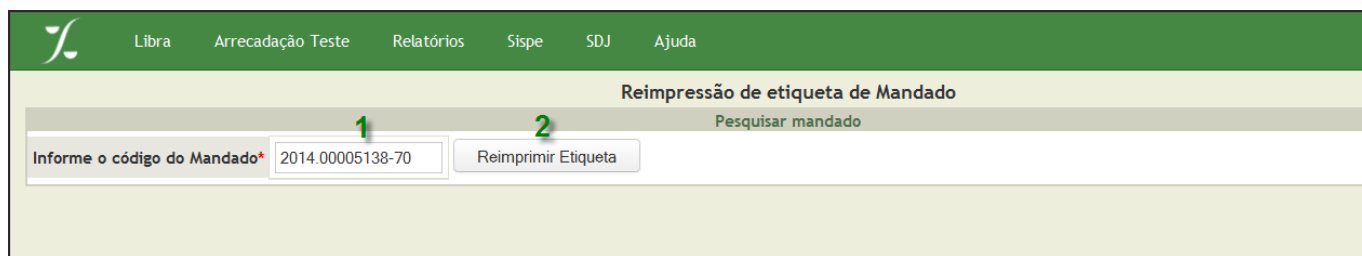 Libra Arrecadação Teste Relatórios Sispe SDJ Ajuda
Reimpressão de etiqueta de Mandado
Pesquisar mandado
1 2
Informe o código do Mandado* 2014.00005138-70 Reimprimir Etiqueta